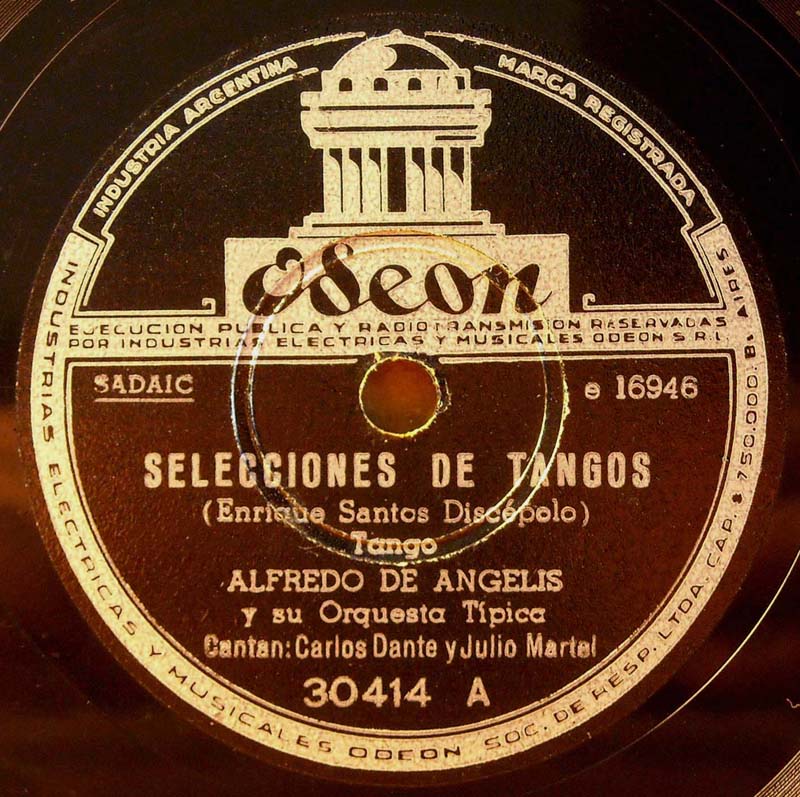 INDUSTRIA ARGENTINA
MARCA REGISTRADA
Odeon
EJECUCION PUBLICA Y RADIOTRANSMISION RESERVADAS
POR INDUSTRIAS ELECTRICAS Y MUSICALES ODEON S R L
SADAIC
e 16946
SELECCIONES DE TANGOS
(Enrique Santos Discépolo)
Tango
ALFREDO DE ANGELIS
y su Orquesta Típica
Cantan: Carlos Dante y Julio Martel
30414 A
INDUSTRIAS ELECTRICAS Y MUSICALES ODEON SOC. DE RESP. LTDA. CAP. $ 750.000: Bs AIRES